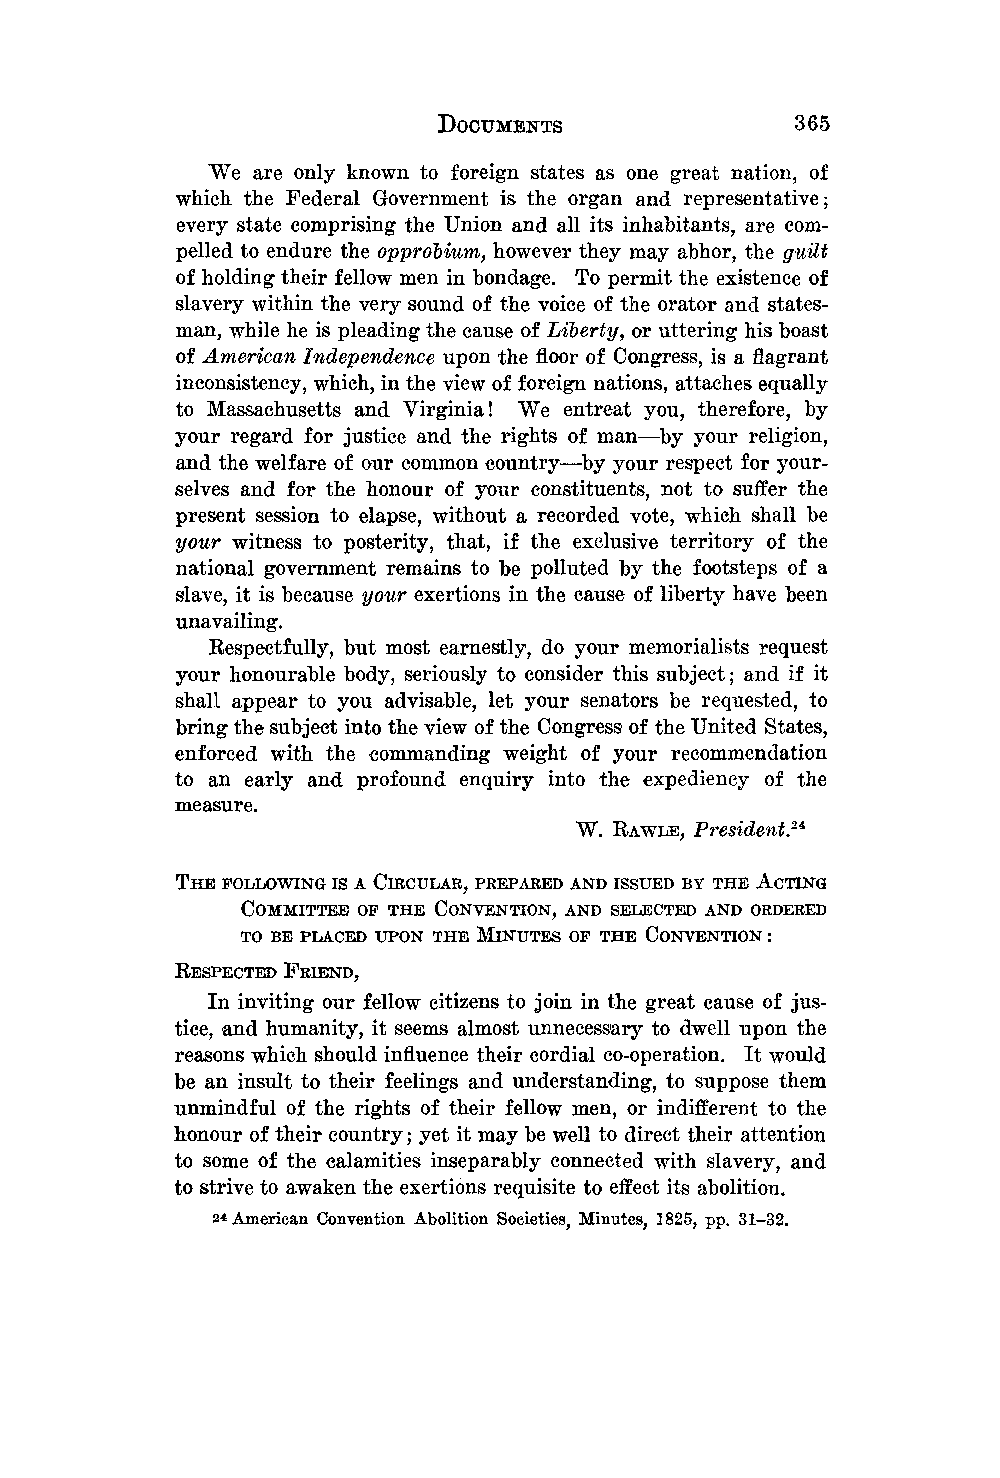 DOCUMENTS 365
We are only known to foreign states as one great nation, of
which the Federal Government is the organ and representative;
every state comprising the Union and all its inhabitants, are com-
pelled to endure the opprobium, however they may abhor, the guilt
of holding their fellow men in bondage. To permit the existence of
slavery within the very sound of the voice of the orator and states-
man, while he is pleading the cause of Liberty, or uttering his boast
of American Independence upon the floor of Congress, is a flagrant
inconsistency, which, in the view of foreign nations, attaches equally
to Massachusetts and Virginia! We entreat you, therefore, by
your regard for justice and the rights of man—by your religion,
and the welfare of our common country—by your respect for your-
selves and for the honour of your constituents, not to suffer the
present session to elapse, without a recorded vote, which shall be
your witness to posterity, that, if the exclusive territory of the
national government remains to be polluted by the footsteps of a
slave, it is because your exertions in the cause of liberty have been
unavailing.
Respectfully, but most earnestly, do your memorialists request
your honourable body, seriously to consider this subject; and if it
shall appear to you advisable, let your senators be requested, to
bring the subject into the view of the Congress of the United States,
enforced with the commanding weight of your recommendation
to an early and profound enquiry into the expediency of the
measure.
W. RAWLE, President.24
THE FOLLOWING IS A CIRCULAR, PREPARED AND ISSUED BY THE ACTING
COMMITTEE OF THE CONVENTION, AND SELECTED AND ORDERED
TO BE PLACED UPON THE MINUTES OF THE CONVENTION:
RESPECTED FRIEND,
In inviting our fellow citizens to join in the great cause of jus-
tice, and humanity, it seems almost unnecessary to dwell upon the
reasons which should influence their cordial co-operation. It would
be an insult to their feelings and understanding, to suppose them
unmindful of the rights of their fellow men, or indifferent to the
honour of their country; yet it may be well to direct their attention
to some of the calamities inseparably connected with slavery, and
to strive to awaken the exertions requisite to effect its abolition.
24 American Convention Abolition Societies, Minutes, 1825, pp. 31–32.